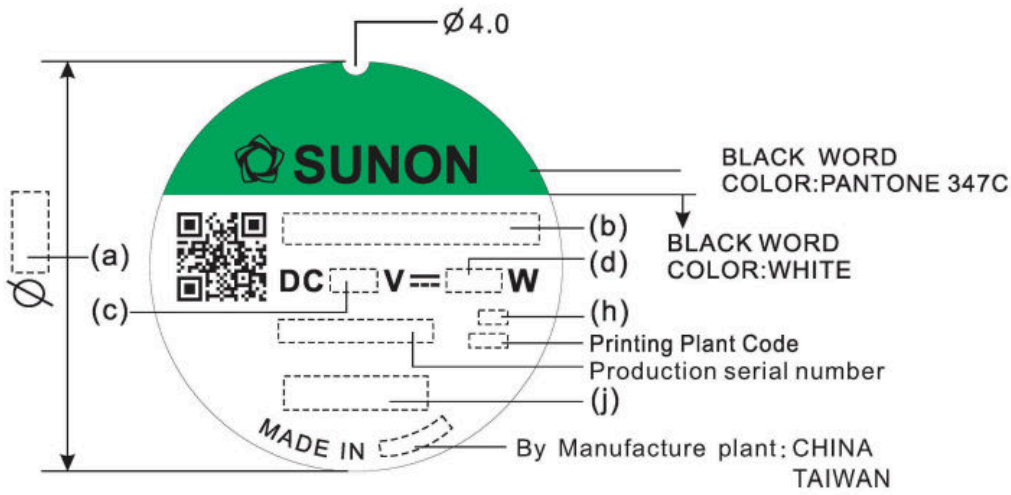 Ø4.0
SUNON
BLACK WORD
COLOR:PANTONE 347C
BLACK WORD
COLOR:WHITE
(a)
Ø
(b)
DC V⎓ W
(d)
(c)
(h)
Printing Plant Code
Production serial number
(j)
MADE IN
By Manufacture plant: CHINA
TAIWAN